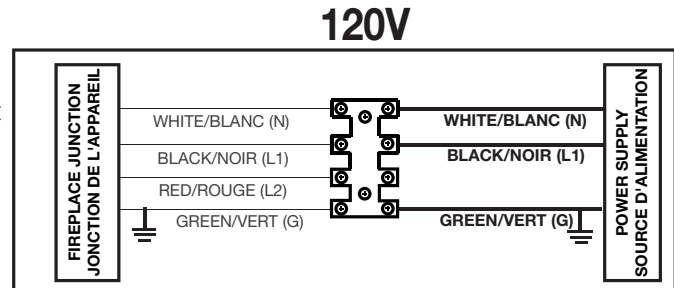 120V
FIREPLACE JUNCTION
JONCTION DE L'APPAREIL
WHITE/BLANC (N)
BLACK/NOIR (L1)
RED/ROUGE (L2)
GREEN/VERT (G)
WHITE/BLANC (N)
BLACK/NOIR (L1)
GREEN/VERT (G)
POWER SUPPLY
SOURCE D'ALIMENTATION